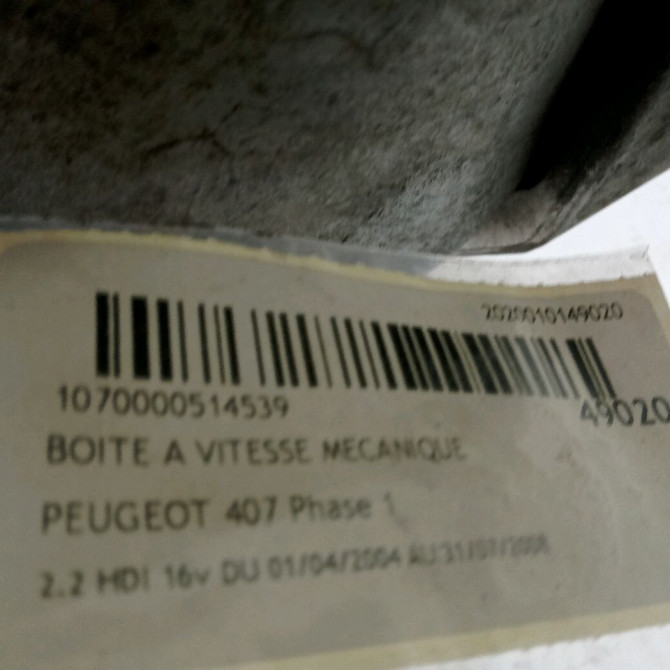 2020010149020
1070000514539
49020
BOITE A VITESSE MECANIQUE
PEUGEOT 407 Phase 1
2.2 HDI 16v DU 01/04/2004 AU 31/07/2008